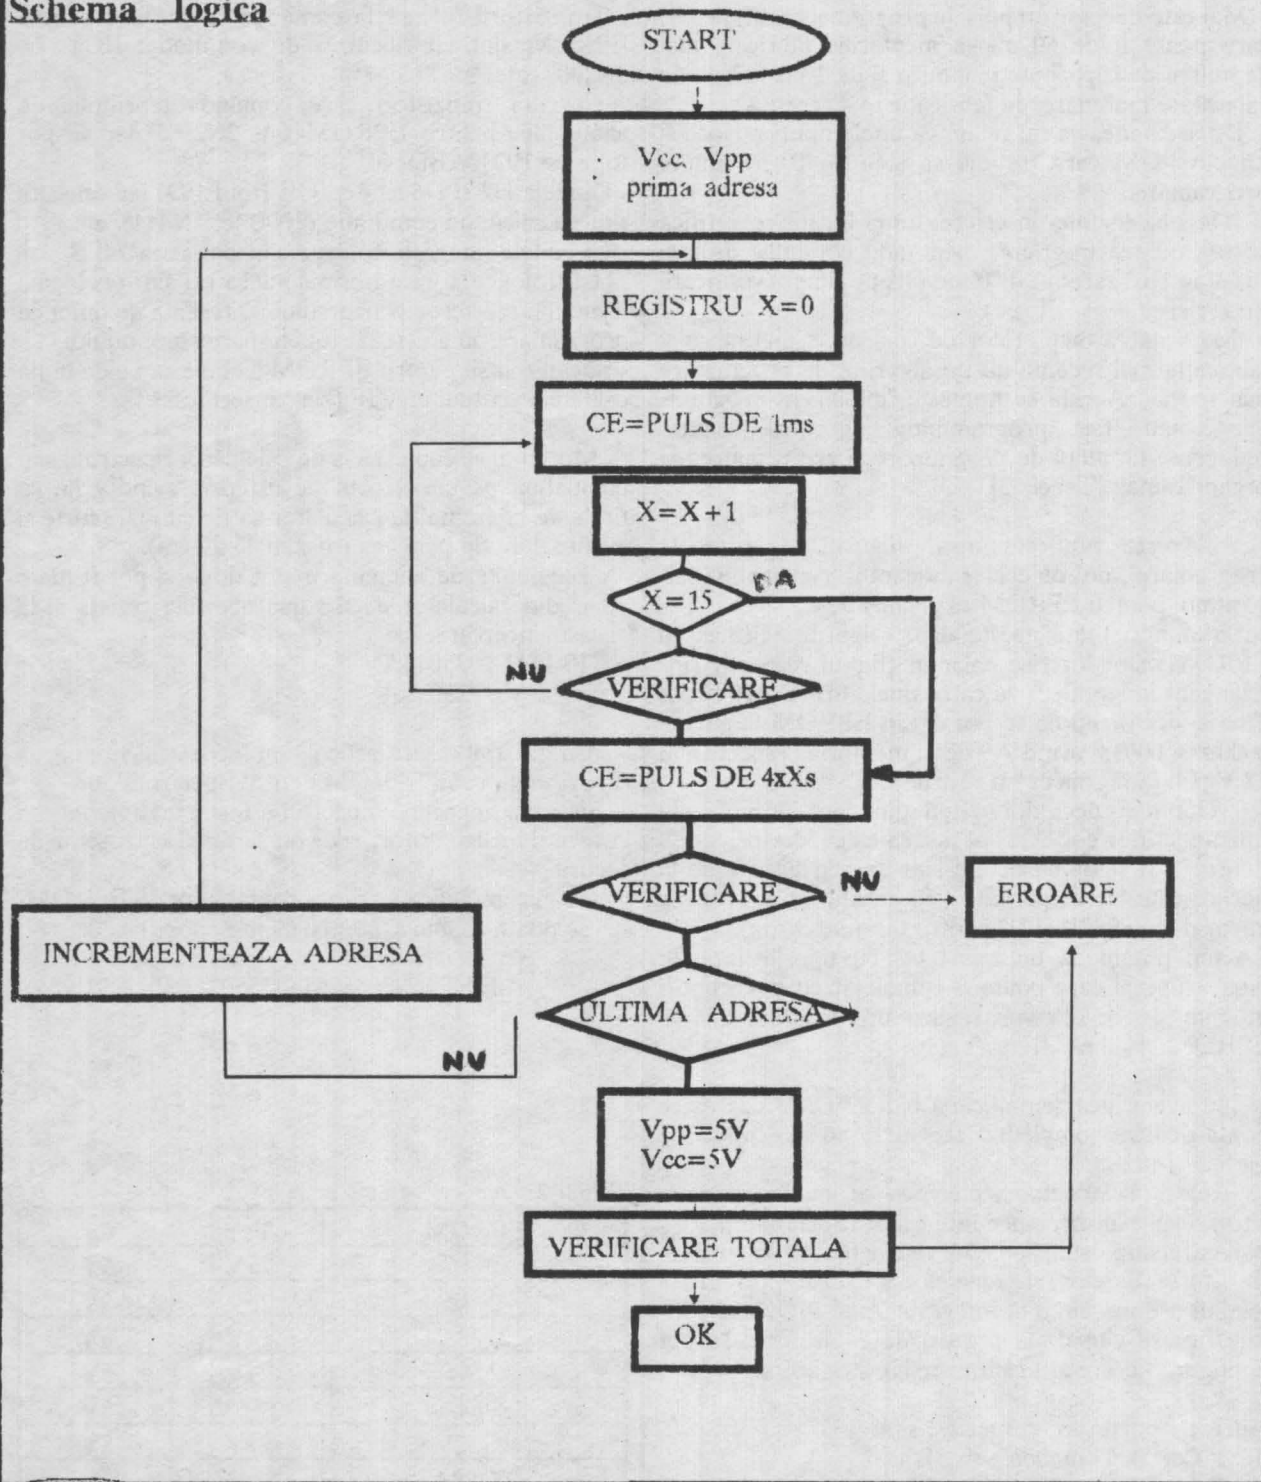 Schema logica
START
Vcc, Vpp
prima adresa
REGISTRU X=0
CE=PULS DE 1ms
X=X+1
X=15
DA
VERIFICARE
NU
CE=PULS DE 4xXs
VERIFICARE
NU
EROARE
INCREMENTEAZA ADRESA
ULTIMA ADRESA
NU
Vpp=5V
Vcc=5V
VERIFICARE TOTALA
OK